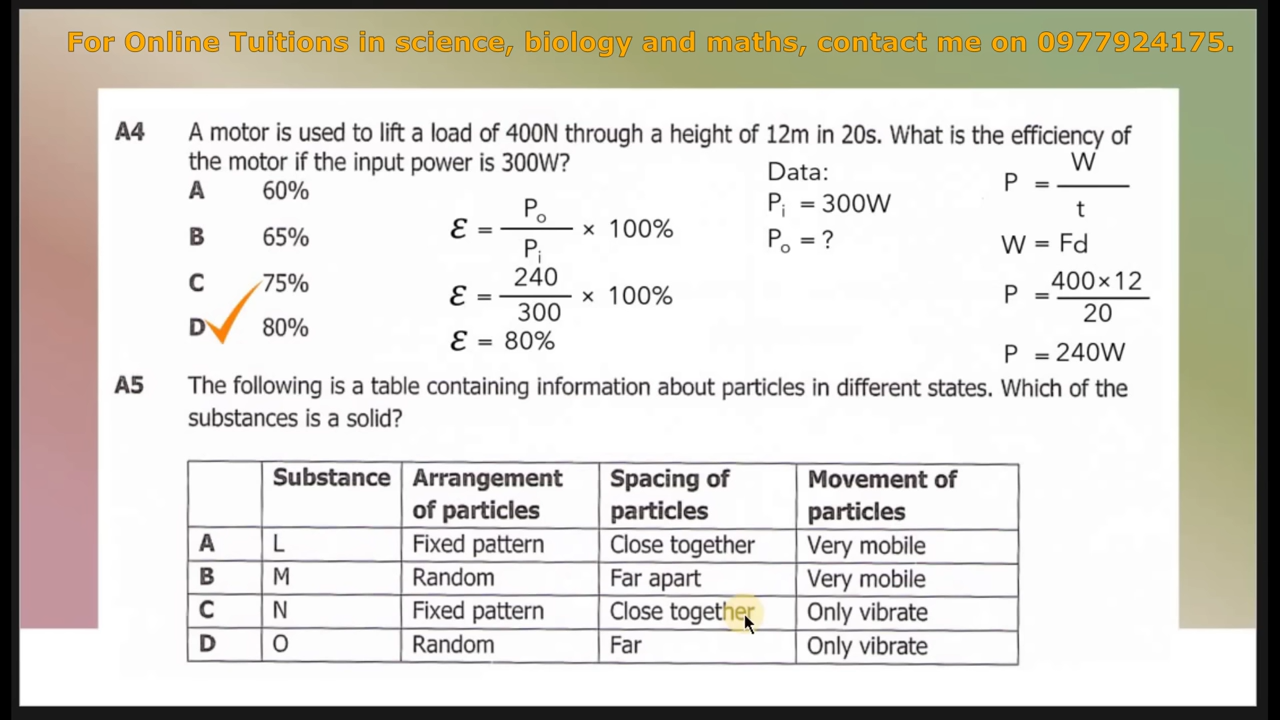 For Online Tuitions in science, biology and maths, contact me on 0977924175.
A4 A motor is used to lift a load of 400N through a height of 12m in 20s. What is the efficiency of
the motor if the input power is 300W?
A 60%
B 65%
C 75%
D 80%
ℰ = P₀ / Pᵢ × 100%
ℰ = 240 / 300 × 100%
ℰ = 80%
Data:
Pᵢ = 300W
P₀ = ?
P = W / t
W = Fd
P = 400×12 / 20
P = 240W
A5 The following is a table containing information about particles in different states. Which of the
substances is a solid?
Substance Arrangement of particles Spacing of particles Movement of particles
A L Fixed pattern Close together Very mobile
B M Random Far apart Very mobile
C N Fixed pattern Close together Only vibrate
D O Random Far Only vibrate